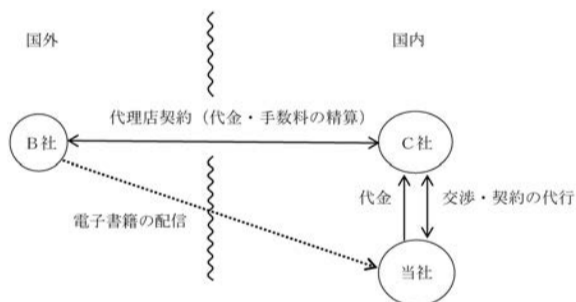 国外
国内
代理店契約（代金・手数料の精算）
B社
C社
代金
交渉・契約の代行
電子書籍の配信
当社